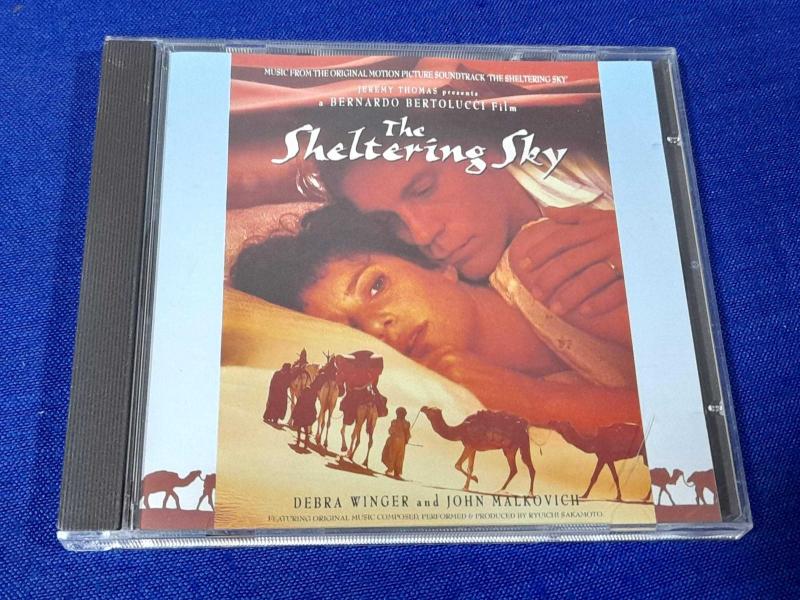 MUSIC FROM THE ORIGINAL MOTION PICTURE SOUNDTRACK 'THE SHELTERING SKY'
JEREMY THOMAS presents
a BERNARDO BERTOLUCCI Film
The
Sheltering Sky
DEBRA WINGER and JOHN MALKOVICH
FEATURING ORIGINAL MUSIC COMPOSED, PERFORMED & PRODUCED BY RYUICHI SAKAMOTO.